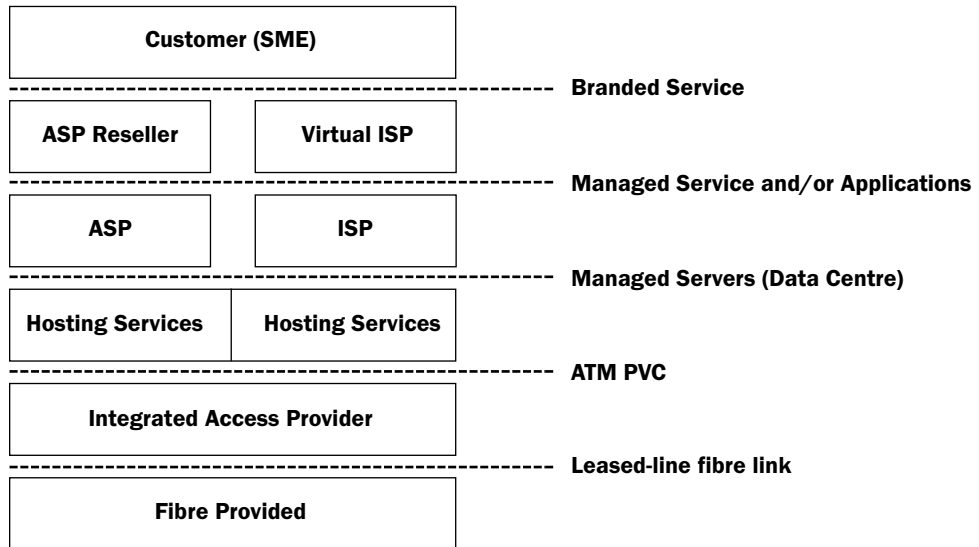 Customer (SME)
Branded Service
ASP Reseller
Virtual ISP
Managed Service and/or Applications
ASP
ISP
Managed Servers (Data Centre)
Hosting Services
Hosting Services
ATM PVC
Integrated Access Provider
Leased-line fibre link
Fibre Provided